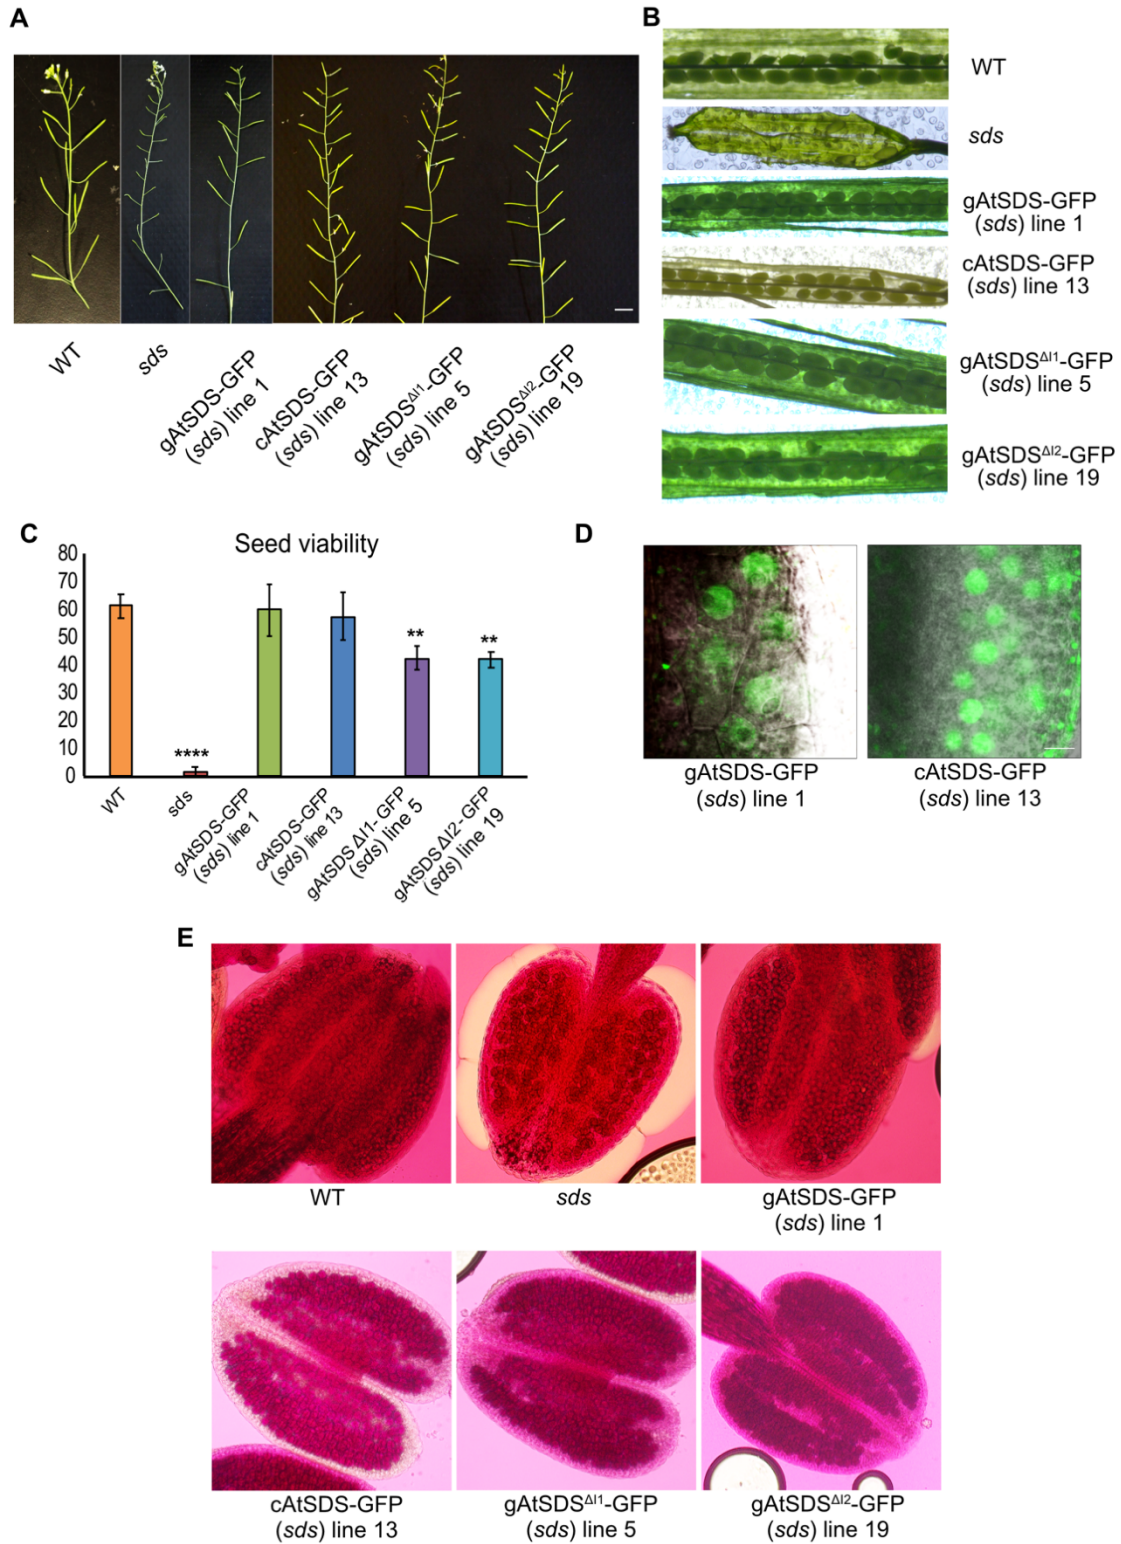 A
WT
sds
gAtSDS-GFP
(sds) line 1
cAtSDS-GFP
(sds) line 13
gAtSDSΔI1-GFP
(sds) line 5
gAtSDSΔI2-GFP
(sds) line 19
B
WT
sds
gAtSDS-GFP
(sds) line 1
cAtSDS-GFP
(sds) line 13
gAtSDSΔI1-GFP
(sds) line 5
gAtSDSΔI2-GFP
(sds) line 19
C
Seed viability
80
70
60
50
40
30
20
10
0
****
**
**
WT
sds
gAtSDS-GFP
(sds) line 1
cAtSDS-GFP
(sds) line 13
gAtSDS ΔI1- GFP
(sds) line 5
gAtSDS ΔI2- GFP
(sds) line 19
D
gAtSDS-GFP
(sds) line 1
cAtSDS-GFP
(sds) line 13
E
WT
sds
gAtSDS-GFP
(sds) line 1
cAtSDS-GFP
(sds) line 13
gAtSDSΔI1-GFP
(sds) line 5
gAtSDSΔI2-GFP
(sds) line 19